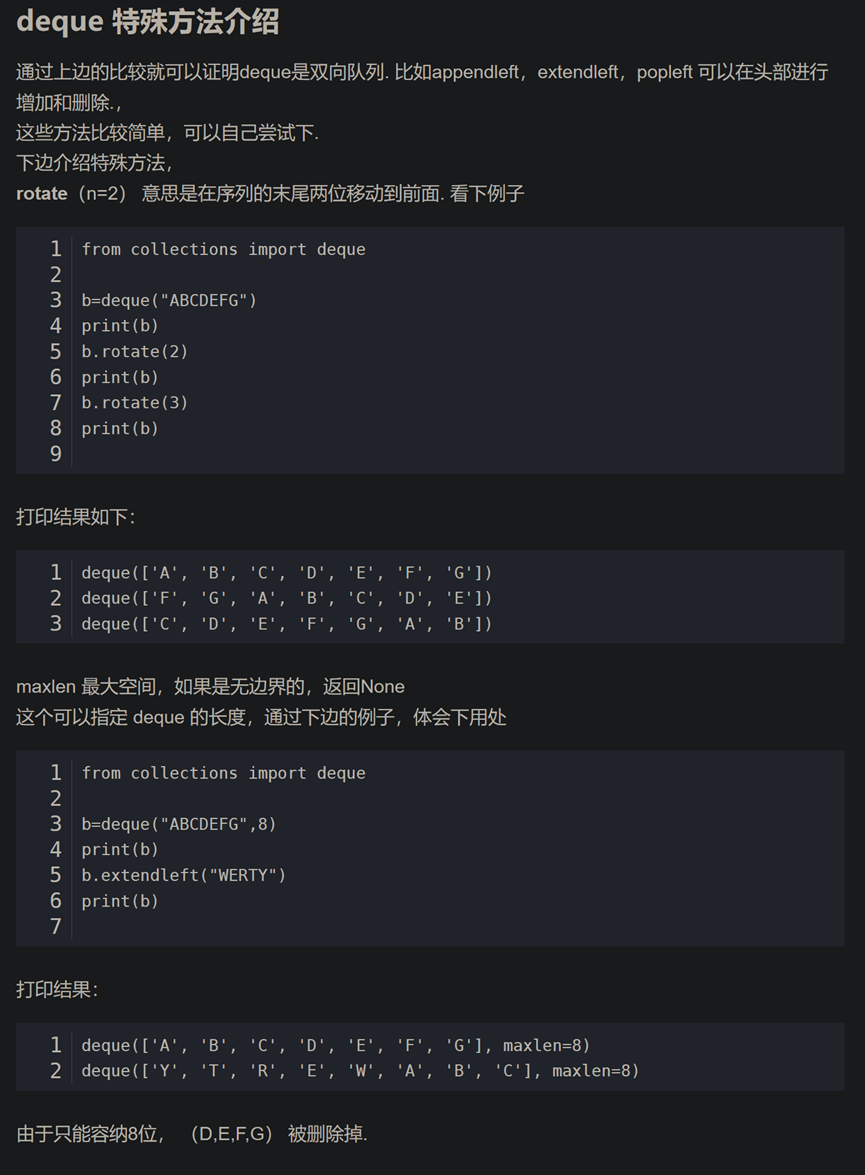 deque 特殊方法介绍
通过上边的比较就可以证明deque是双向队列. 比如appendleft，extendleft，popleft 可以在头部进行
增加和删除.，
这些方法比较简单，可以自己尝试下.
下边介绍特殊方法，
rotate（n=2） 意思是在序列的末尾两位移动到前面. 看下例子
1 from collections import deque
2
3 b=deque("ABCDEFG")
4 print(b)
5 b.rotate(2)
6 print(b)
7 b.rotate(3)
8 print(b)
9
打印结果如下：
1 deque(['A', 'B', 'C', 'D', 'E', 'F', 'G'])
2 deque(['F', 'G', 'A', 'B', 'C', 'D', 'E'])
3 deque(['C', 'D', 'E', 'F', 'G', 'A', 'B'])
maxlen 最大空间，如果是无边界的，返回None
这个可以指定 deque 的长度，通过下边的例子，体会下用处
1 from collections import deque
2
3 b=deque("ABCDEFG",8)
4 print(b)
5 b.extendleft("WERTY")
6 print(b)
7
打印结果：
1 deque(['A', 'B', 'C', 'D', 'E', 'F', 'G'], maxlen=8)
2 deque(['Y', 'T', 'R', 'E', 'W', 'A', 'B', 'C'], maxlen=8)
由于只能容纳8位， （D,E,F,G） 被删除掉.